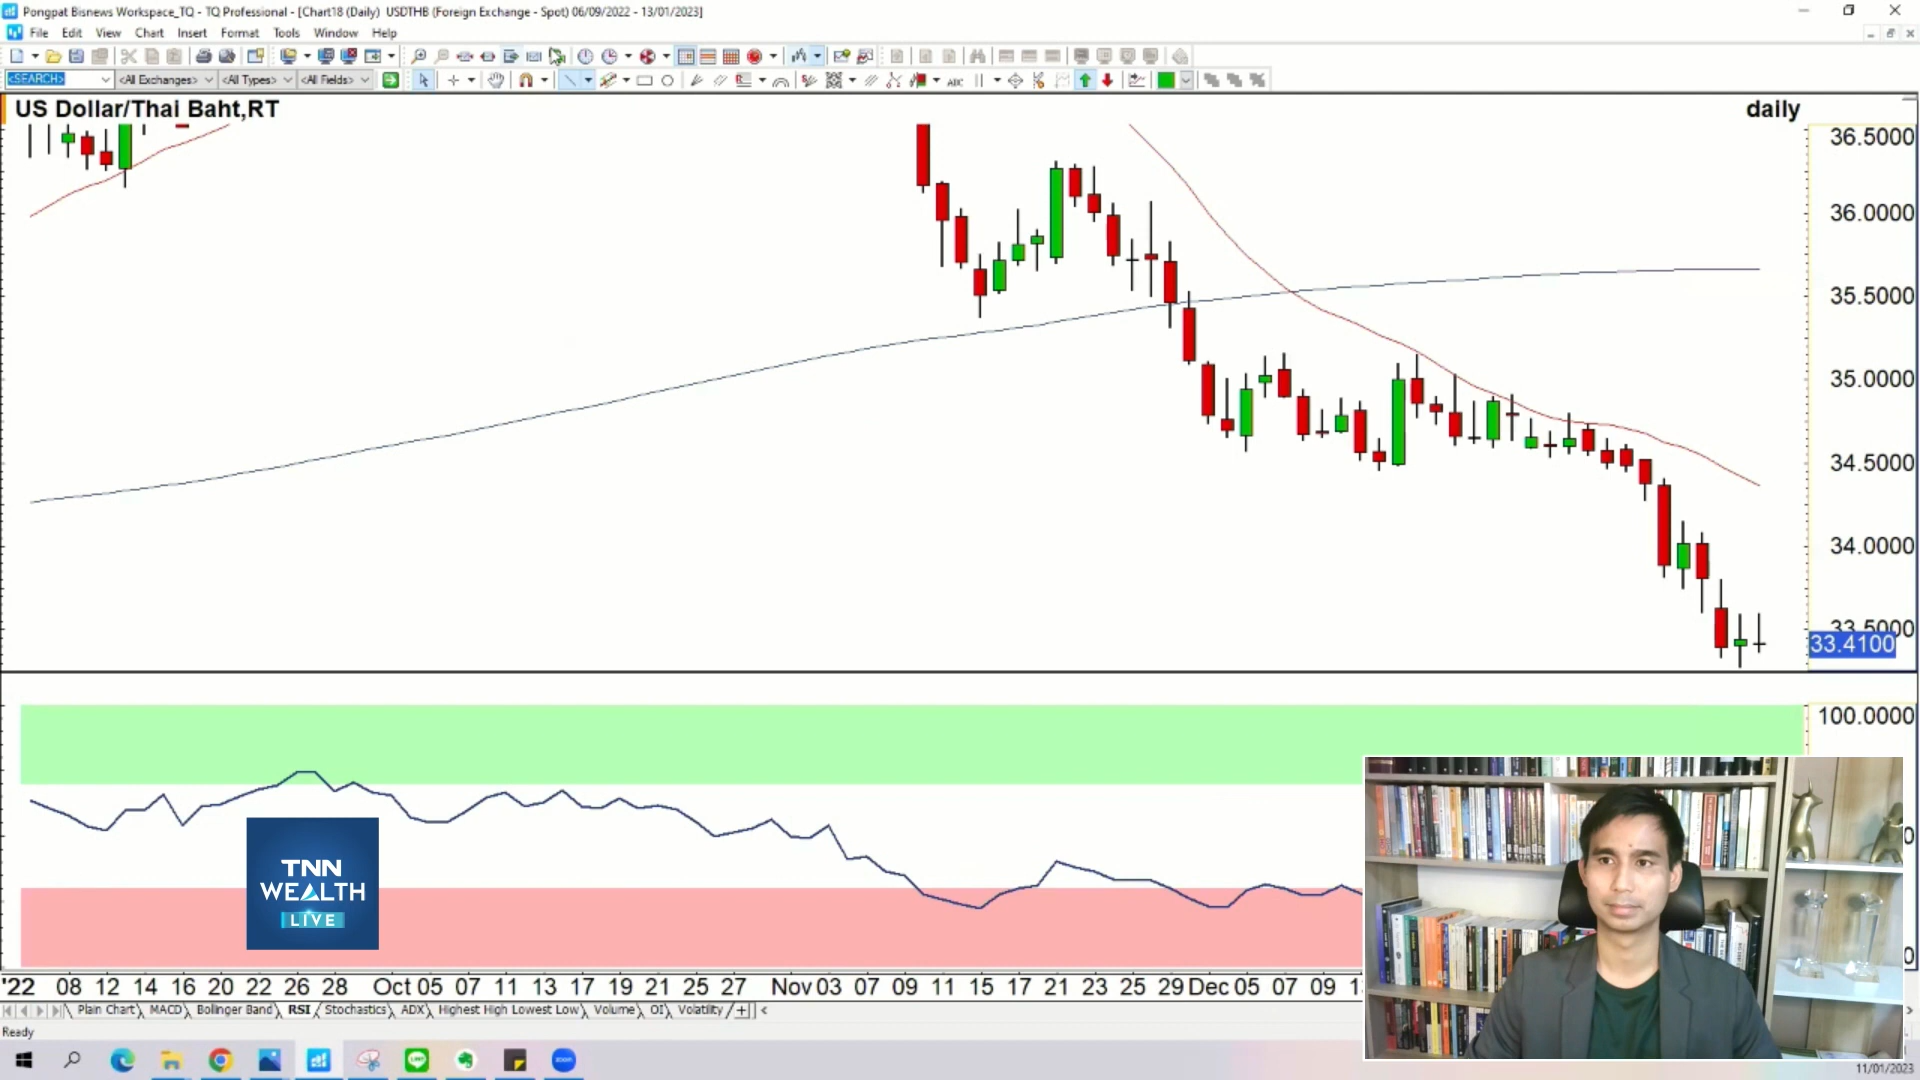 Pongpat Bisnews Workspace_TQ - TQ Professional - [Chart18 (Daily)  USDTHB (Foreign Exchange - Spot) 06/09/2022 - 13/01/2023]
File Edit View Chart Insert Format Tools Window Help
<SEARCH> <All Exchanges> <All Types> <All Fields> ABC
US Dollar/Thai Baht,RT
daily
36.5000
36.0000
35.5000
35.0000
34.5000
34.0000
33.5000
33.4100
100.0000
TNN
WEALTH
LIVE
'22 08 12 14 16 20 22 26 28 Oct 05 07 11 13 17 19 21 25 27 Nov 03 07 09 11 15 17 21 23 25 29 Dec 05 07 09
Plain Chart MACD Bollinger Band RSI Stochastics ADX Highest High Lowest Low Volume OI Volatility
Ready
LINE
zoom
11/01/2023